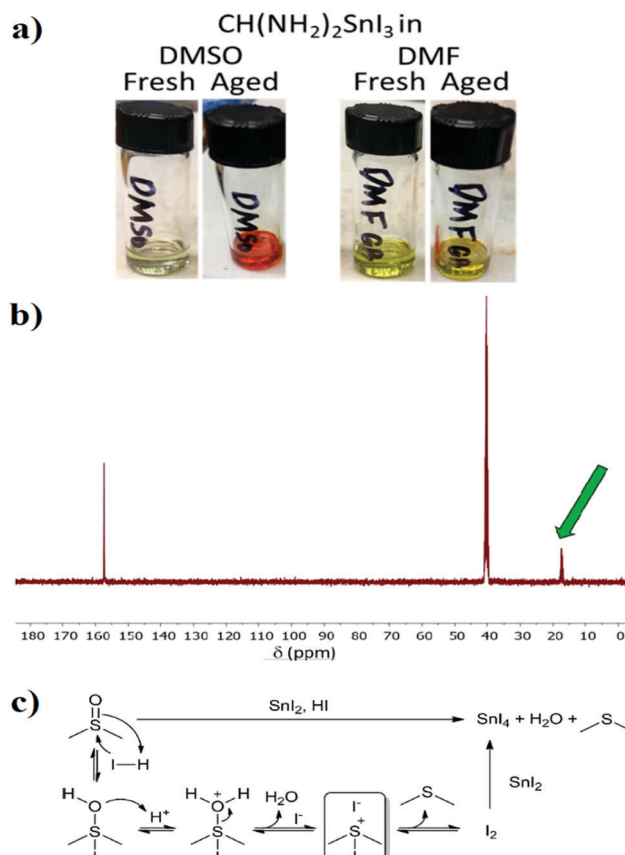 a)
CH(NH₂)₂SnI₃ in
DMSO DMF
Fresh Aged Fresh Aged
DMSO DMSO DMF GR DMF GR
b)
180 170 160 150 140 130 120 110 100 90 80 70 60 50 40 30 20 10 0
δ (ppm)
c)
O
S
SnI₂, HI
SnI₄ + H₂O + S
I—H
H O H⁺ H H O⁺ H₂O I⁻ I⁻ S⁺ S I₂ SnI₂
S S
I I